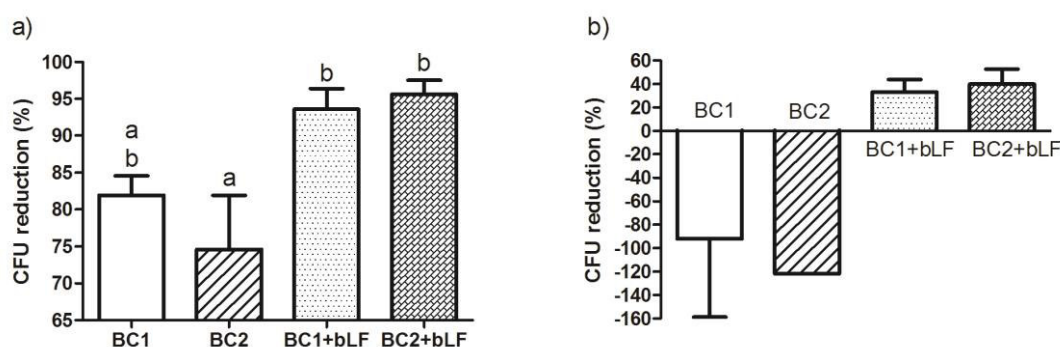 a)
CFU reduction (%)
100
95
90
85
80
75
70
65
a
b
a
b
b
BC1
BC2
BC1+bLF
BC2+bLF
b)
CFU reduction (%)
60
40
20
0
-20
-40
-60
-80
-100
-120
-140
-160
BC1
BC2
BC1+bLF
BC2+bLF